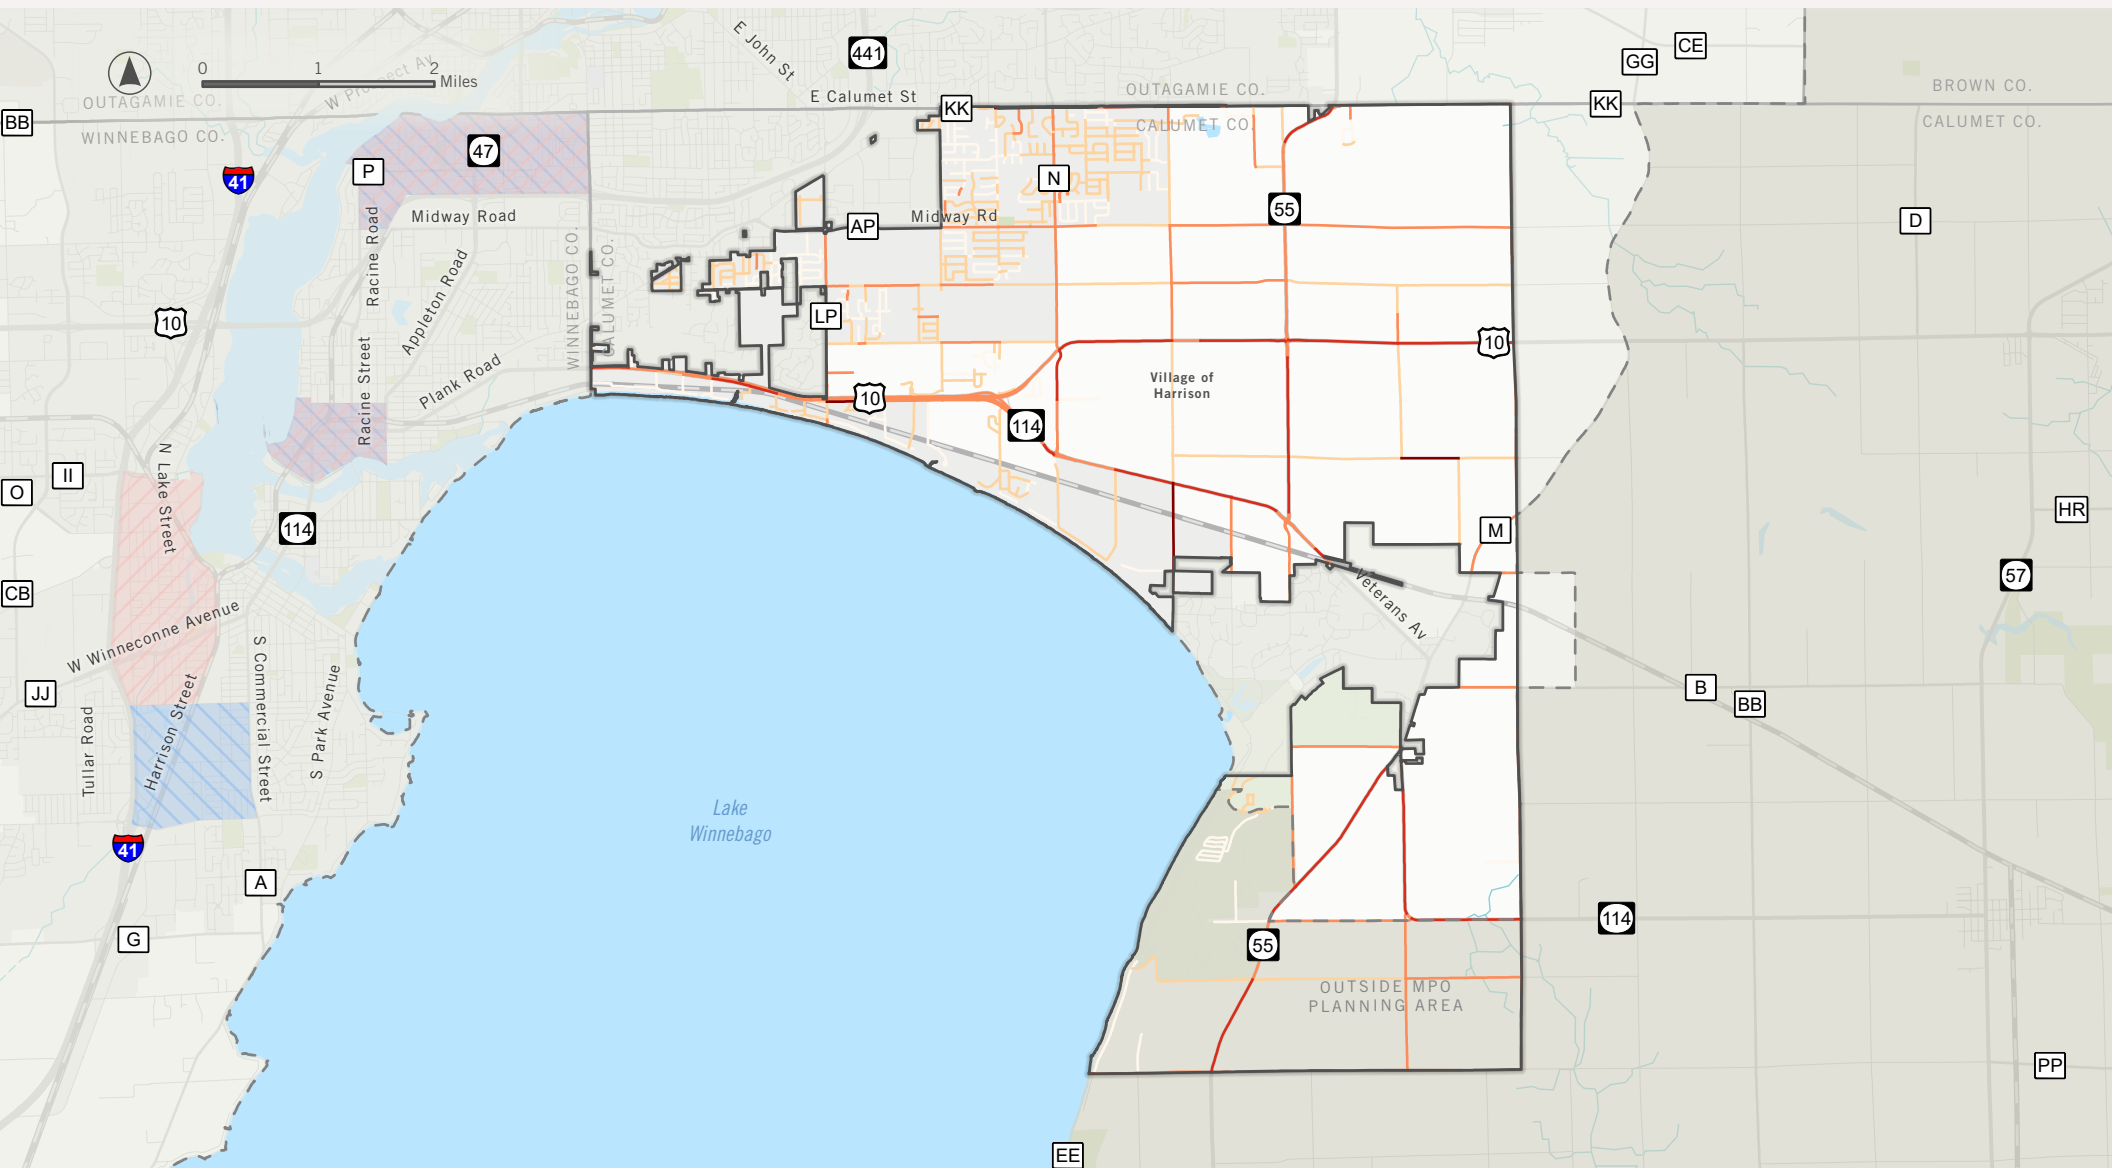 E John St
441
CE
GG
0 1 2
Miles
W Prospect Av
OUTAGAMIE CO.
WINNEBAGO CO.
BB
E Calumet St
KK
OUTAGAMIE CO.
CALUMET CO.
KK
BROWN CO.
CALUMET CO.
47
P
41
N
55
Midway Road
AP
Midway Rd
D
Racine Road
Appleton Road
WINNEBAGO CO.
CALUMET CO.
10
LP
10
Racine Street
Plank Road
10
Village of
Harrison
114
N Lake Street
II
O
114
M
HR
57
CB
Veterans Av
W Winneconne Avenue
S Commercial Street
S Park Avenue
JJ
B
BB
Tullar Road
Harrison Street
Lake
Winnebago
41
A
G
114
55
OUTSIDE MPO
PLANNING AREA
PP
EE